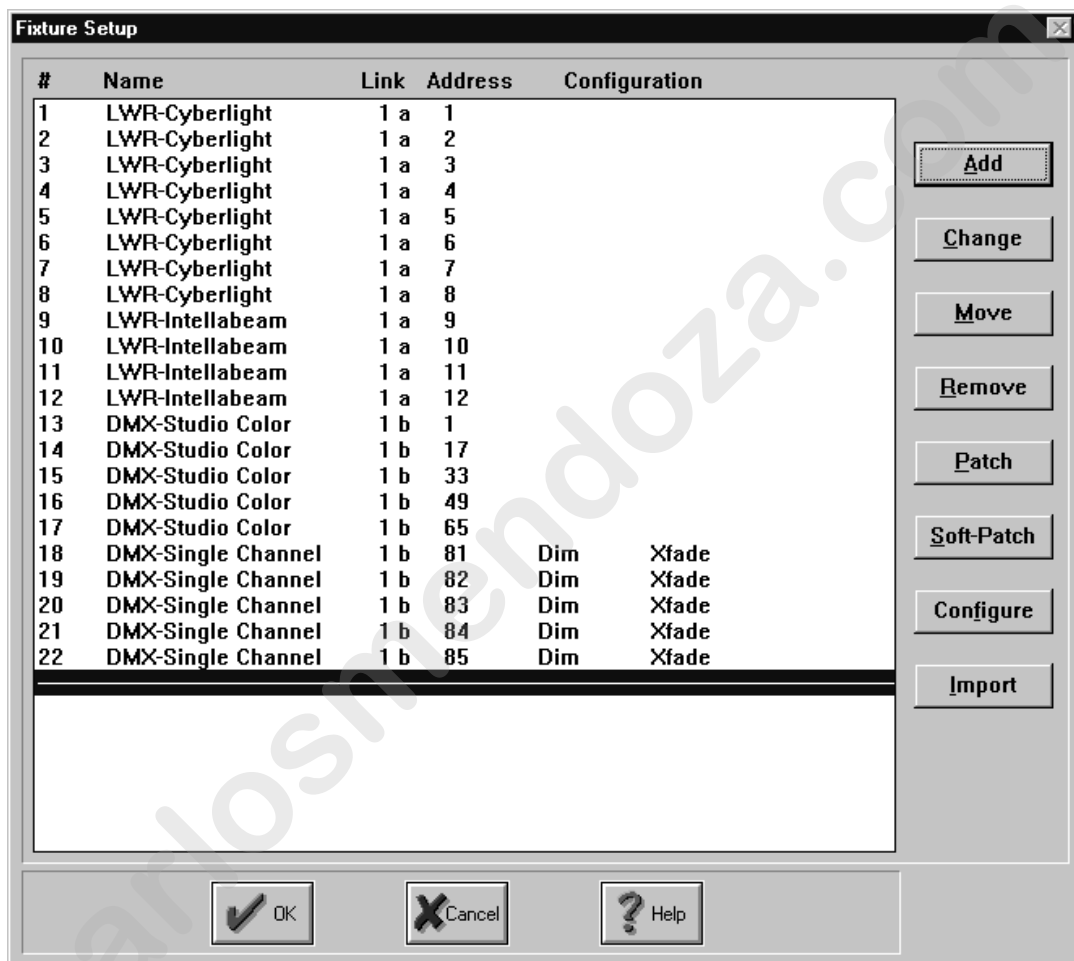 Fixture Setup
# Name Link Address Configuration
1 LWR-Cyberlight 1 a 1
2 LWR-Cyberlight 1 a 2
3 LWR-Cyberlight 1 a 3
4 LWR-Cyberlight 1 a 4
5 LWR-Cyberlight 1 a 5
6 LWR-Cyberlight 1 a 6
7 LWR-Cyberlight 1 a 7
8 LWR-Cyberlight 1 a 8
9 LWR-Intellabeam 1 a 9
10 LWR-Intellabeam 1 a 10
11 LWR-Intellabeam 1 a 11
12 LWR-Intellabeam 1 a 12
13 DMX-Studio Color 1 b 1
14 DMX-Studio Color 1 b 17
15 DMX-Studio Color 1 b 33
16 DMX-Studio Color 1 b 49
17 DMX-Studio Color 1 b 65
18 DMX-Single Channel 1 b 81 Dim Xfade
19 DMX-Single Channel 1 b 82 Dim Xfade
20 DMX-Single Channel 1 b 83 Dim Xfade
21 DMX-Single Channel 1 b 84 Dim Xfade
22 DMX-Single Channel 1 b 85 Dim Xfade
Add
Change
Move
Remove
Patch
Soft-Patch
Configure
Import
OK
Cancel
Help
arlosmendoza.com